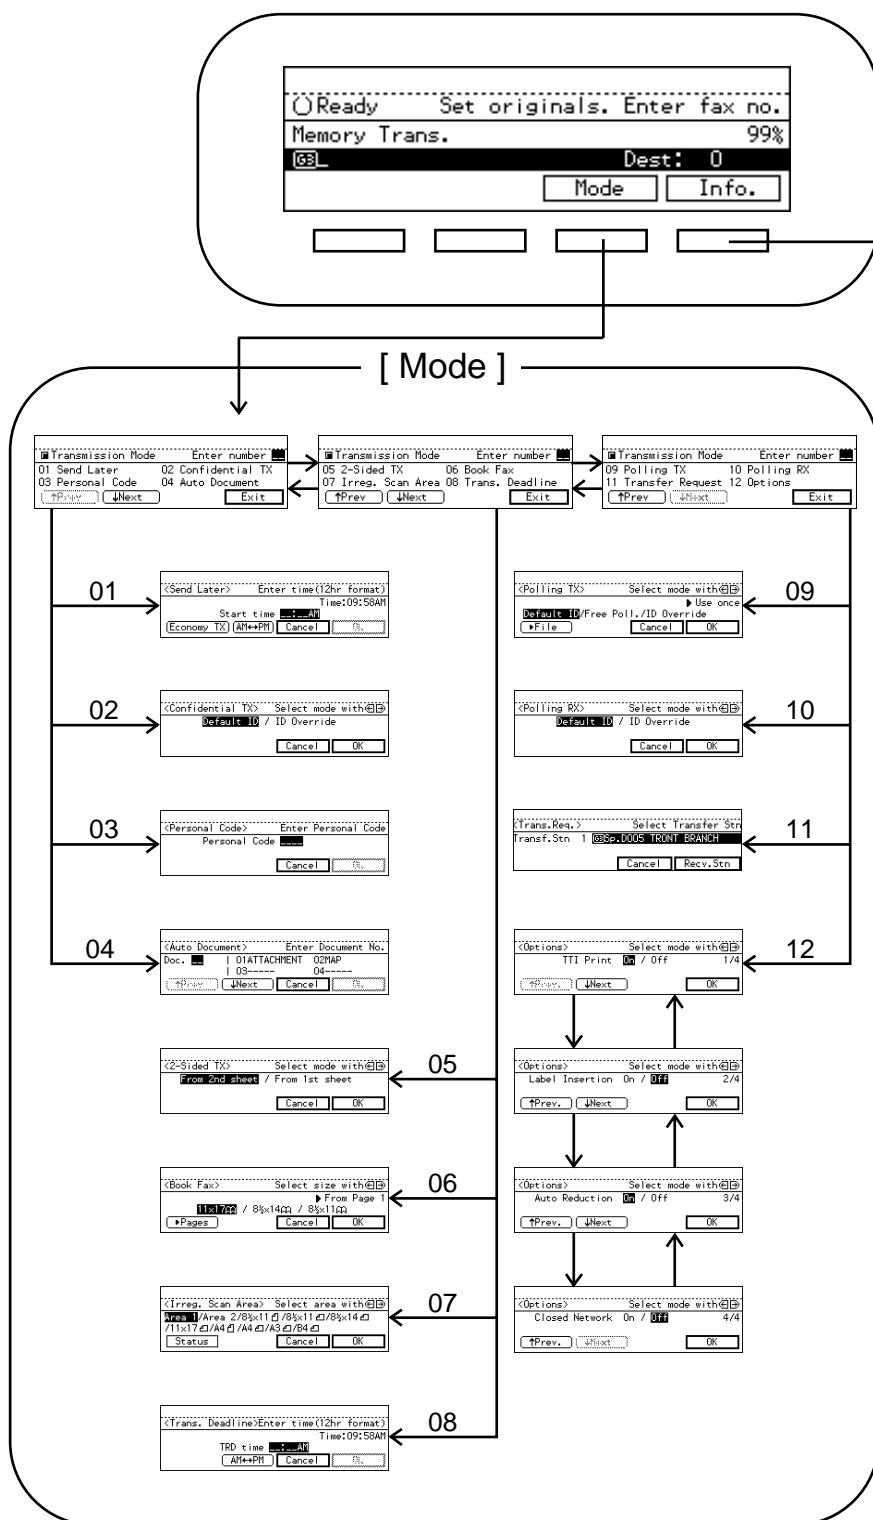 Ready Set originals. Enter fax no.
Memory Trans. 99%
G3 Dest: 0
Mode Info.
[ Mode ]
Transmission Mode Enter number
01 Send Later 02 Confidential TX
03 Personal Code 04 Auto Document
↑Prev ↓Next Exit
Transmission Mode Enter number
05 2-Sided TX 06 Book Fax
07 Irreg. Scan Area 08 Trans. Deadline
↑Prev ↓Next Exit
Transmission Mode Enter number
09 Polling TX 10 Polling RX
11 Transfer Request 12 Options
↑Prev ↓Next Exit
01
<Send Later> Enter time(12hr format)
Time:09:58AM
Start time __:__AM
Economy TX AM↔PM Cancel OK
02
<Confidential TX> Select mode with←→
Default ID / ID Override
Cancel OK
03
<Personal Code> Enter Personal Code
Personal Code
Cancel OK
04
<Auto Document> Enter Document No.
Doc. | 01ATTACHMENT 02MAP
| 03----- 04-----
↑Prev. ↓Next Cancel OK
05
<2-Sided TX> Select mode with←→
From 2nd sheet / From 1st sheet
Cancel OK
06
<Book Fax> Select size with←→
▶From Page 1
11x17 / 8½x14 / 8½x11
▶Pages Cancel OK
07
<Irreg. Scan Area> Select area with←→
Area 1/Area 2/8½x11/8½x11/8½x14
/11x17/A4/A4/A3/B4
Status Cancel OK
08
<Trans. Deadline>Enter time(12hr format)
Time:09:58AM
TRD time __:__AM
AM↔PM Cancel OK
09
<Polling TX> Select mode with←→
▶Use once
Default ID/Free Poll./ID Override
▶File Cancel OK
10
<Polling RX> Select mode with←→
Default ID / ID Override
Cancel OK
11
<Trans.Req.> Select Transfer Stn
Transf.Stn 1 G3Sp.D005 TRONT BRANCH
Cancel Recv.Stn
12
<Options> Select mode with←→
TTI Print On / Off 1/4
↑Prev. ↓Next OK
<Options> Select mode with←→
Label Insertion On / Off 2/4
↑Prev. ↓Next OK
<Options> Select mode with←→
Auto Reduction On / Off 3/4
↑Prev. ↓Next OK
<Options> Select mode with←→
Closed Network On / Off 4/4
↑Prev. ↓Next OK